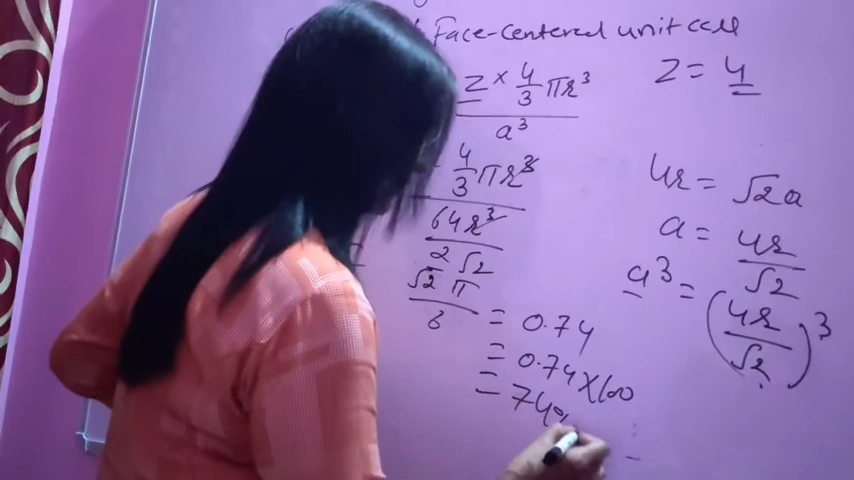 Face-centered unit cell
Z × 4/3 πr³
a³
Z = 4
4/3 πr³
64r³
2 √2
√2 π
6
= 0.74
= 0.74 × 100
= 74%
4r = √2a
a = 4r/√2
a³ = (4r/√2)³